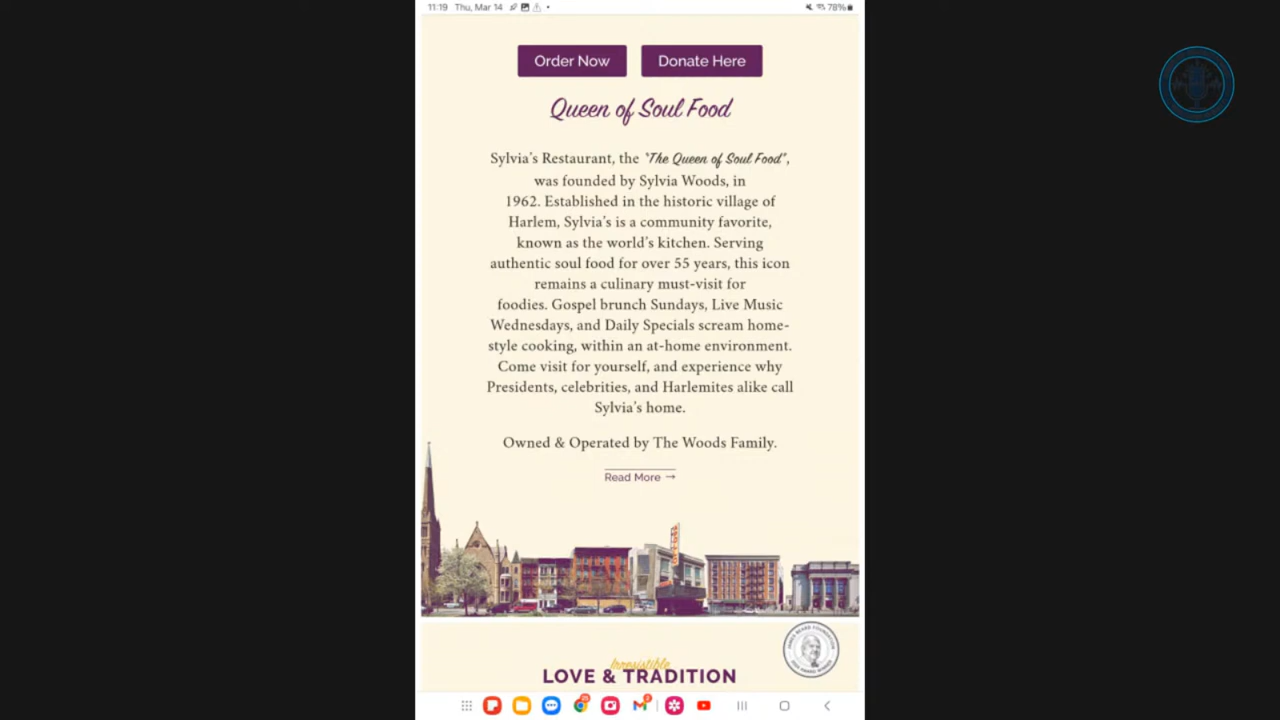 11:19 Thu, Mar 14
78%
Order Now
Donate Here
Queen of Soul Food
Sylvia's Restaurant, the "The Queen of Soul Food",
was founded by Sylvia Woods, in
1962. Established in the historic village of
Harlem, Sylvia's is a community favorite,
known as the world's kitchen. Serving
authentic soul food for over 55 years, this icon
remains a culinary must-visit for
foodies. Gospel brunch Sundays, Live Music
Wednesdays, and Daily Specials scream home-
style cooking, within an at-home environment.
Come visit for yourself, and experience why
Presidents, celebrities, and Harlemites alike call
Sylvia's home.
Owned & Operated by The Woods Family.
Read More →
APOLLO
JAMES BEARD FOUNDATION
Irresistible
LOVE & TRADITION